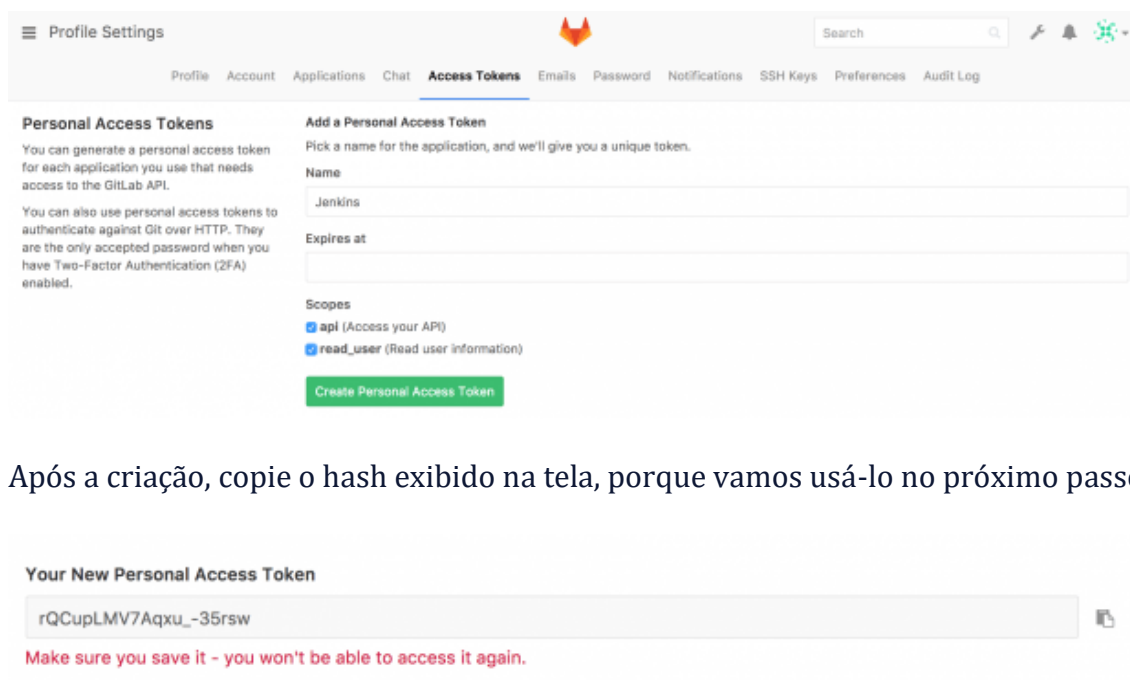 Profile Settings
Search
Profile Account Applications Chat Access Tokens Emails Password Notifications SSH Keys Preferences Audit Log
Personal Access Tokens
You can generate a personal access token
for each application you use that needs
access to the GitLab API.
You can also use personal access tokens to
authenticate against Git over HTTP. They
are the only accepted password when you
have Two-Factor Authentication (2FA)
enabled.
Add a Personal Access Token
Pick a name for the application, and we'll give you a unique token.
Name
Jenkins
Expires at
Scopes
api (Access your API)
read_user (Read user information)
Create Personal Access Token
Após a criação, copie o hash exibido na tela, porque vamos usá-lo no próximo
Your New Personal Access Token
rQCupLMV7Aqxu_-35rsw
Make sure you save it - you won't be able to access it again.